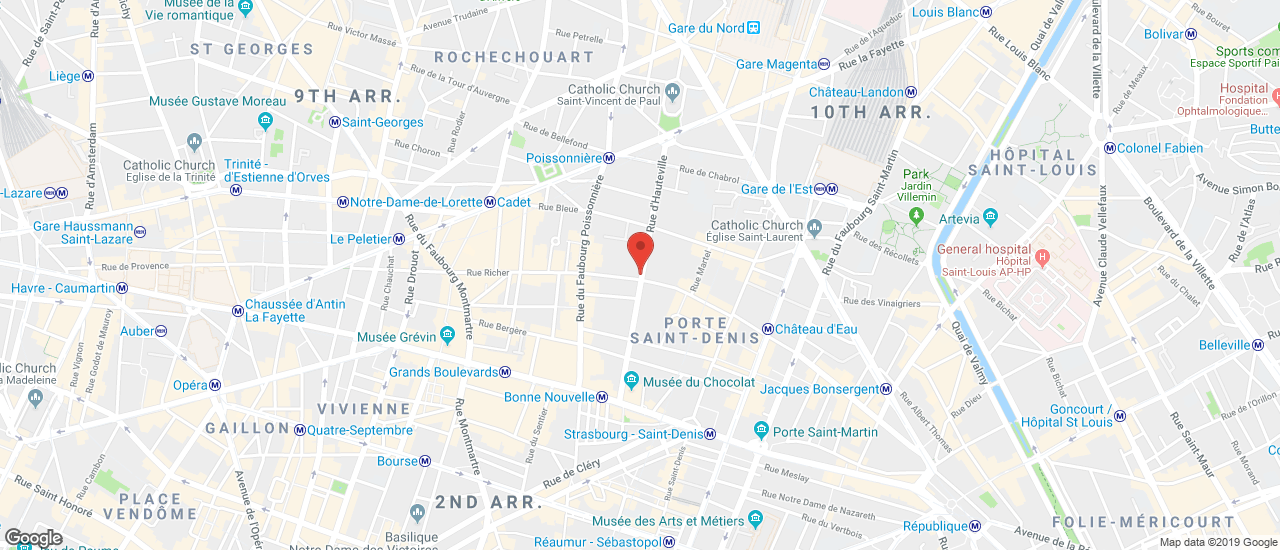 Musée de la
Vie romantique
Avenue Trudaine
Rue Victor Massé
Rue Petrelle
Gare du Nord
Louis Blanc
Rue de l'Aqueduc
Rue la Fayette
Rue Louis Blanc
Quai de Valmy
Boulevard de la Villette
Bolivar
Rue Bouret
Sports com
Espace Sportif Pai
ST GEORGES
ROCHECHOUART
Liège
Rue de la Tour d'Auvergne
Gare Magenta
Rue de Meaux
Musée Gustave Moreau
9TH ARR.
Saint-Georges
Rue Rodier
Catholic Church
Saint-Vincent de Paul
Château-Landon
10TH ARR.
Hospital
Fondation
Ophtalmologique...
Butte
Rue d'Amsterdam
Catholic Church
Eglise de la Trinité
Rue Choron
Rue de Bellefond
Poissonnière
Rue de Chabrol
HÔPITAL
SAINT-LOUIS
Colonel Fabien
Avenue Simon Bo
Trinité -
d'Estienne d'Orves
-Lazare
Notre-Dame-de-Lorette
Cadet
Rue Bleue
Gare de l'Est
Park
Jardin
Villemin
Artevia
Rue du Faubourg Saint-Martin
Avenue Claude Vellefaux
Boulevard de la Villette
Rue de l'Atlas
Gare Haussmann
Saint-Lazare
Le Peletier
Rue du Faubourg Poissonnière
Rue d'Hauteville
Catholic Church
Église Saint-Laurent
Rue des Récollets
General hospital
Hôpital
Saint-Louis AP-HP
Rue de Provence
Rue Chauchat
Rue Drouot
Rue du Faubourg Montmartre
Rue Richer
Rue Martel
Havre - Caumartin
Chaussée d'Antin
La Fayette
Rue des Vinaigriers
Rue Bichat
Rue du Chalet
Auber
Rue Godot de Mauroy
Rue Vignon
Musée Grévin
Rue Bergère
PORTE
SAINT-DENIS
Château d'Eau
Quai de Valmy
Belleville
Catholic Church
a Madeleine
Opéra
Grands Boulevards
Musée du Chocolat
Jacques Bonsergent
Rue Bichat
Bonne Nouvelle
VIVIENNE
GAILLON
Quatre-Septembre
Rue Montmartre
Rue du Sentier
Strasbourg - Saint-Denis
Porte Saint-Martin
Rue Albert Thomas
Rue Dieu
Goncourt /
Hôpital St Louis
Rue de l'Orillon
Rue Saint-Maur
Rue Morand
Bourse
Rue de Cléry
Rue Saint-Denis
Rue Meslay
Rue Cambon
Rue Saint Honoré
PLACE
VENDÔME
Avenue de l'Opéra
2ND ARR.
Rue Notre Dame de Nazareth
Rue du Vertbois
Musée des Arts et Métiers
République
FOLIE-MÉRICOURT
Basilique
Notre-Dame des Victoires
Réaumur - Sébastopol
Avenue de la Ré
Google
Map data ©2019 Google